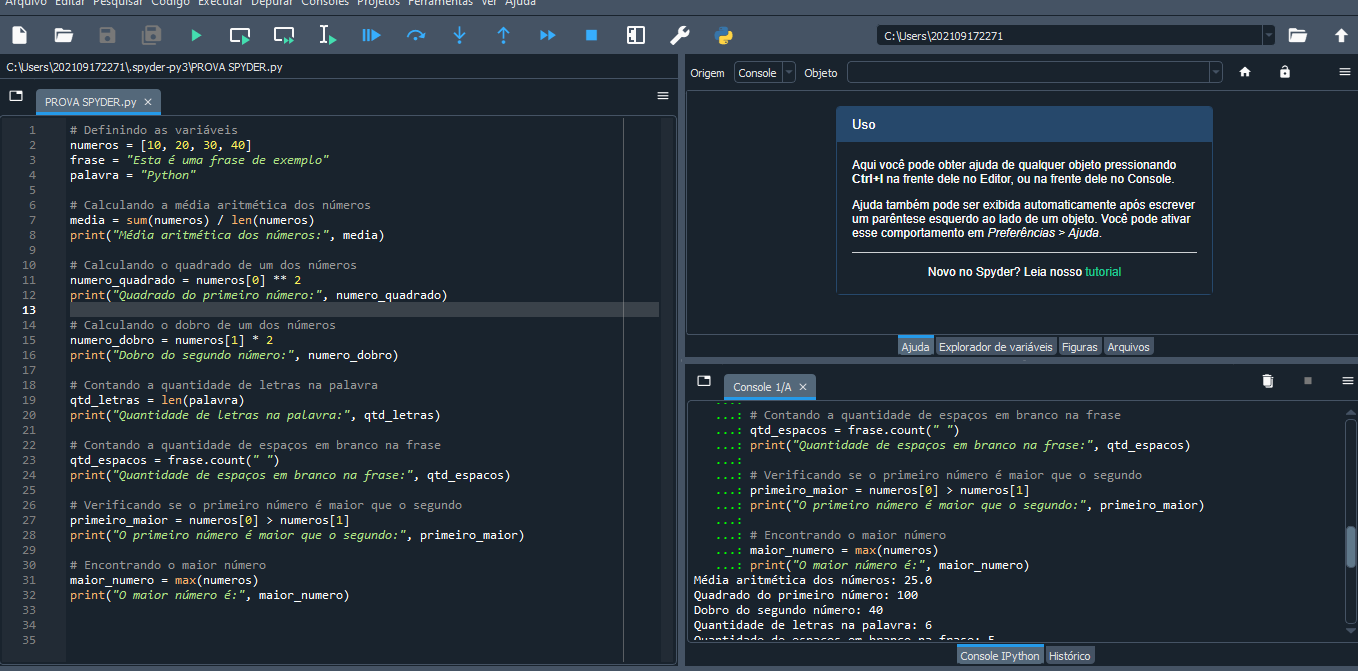 Arquivo Editar Pesquisar Código Executar Depurar Consoles Projetos Ferramentas Ver Ajuda
C:\Users\202109172271
C:\Users\202109172271\.spyder-py3\PROVA SPYDER.py
PROVA SPYDER.py
1 # Definindo as variáveis
2 numeros = [10, 20, 30, 40]
3 frase = "Esta é uma frase de exemplo"
4 palavra = "Python"
5
6 # Calculando a média aritmética dos números
7 media = sum(numeros) / len(numeros)
8 print("Média aritmética dos números:", media)
9
10 # Calculando o quadrado de um dos números
11 numero_quadrado = numeros[0] ** 2
12 print("Quadrado do primeiro número:", numero_quadrado)
13
14 # Calculando o dobro de um dos números
15 numero_dobro = numeros[1] * 2
16 print("Dobro do segundo número:", numero_dobro)
17
18 # Contando a quantidade de letras na palavra
19 qtd_letras = len(palavra)
20 print("Quantidade de letras na palavra:", qtd_letras)
21
22 # Contando a quantidade de espaços em branco na frase
23 qtd_espacos = frase.count(" ")
24 print("Quantidade de espaços em branco na frase:", qtd_espacos)
25
26 # Verificando se o primeiro número é maior que o segundo
27 primeiro_maior = numeros[0] > numeros[1]
28 print("O primeiro número é maior que o segundo:", primeiro_maior)
29
30 # Encontrando o maior número
31 maior_numero = max(numeros)
32 print("O maior número é:", maior_numero)
33
34
35
Origem Console Objeto
Uso
Aqui você pode obter ajuda de qualquer objeto pressionando
Ctrl+I na frente dele no Editor, ou na frente dele no Console.
Ajuda também pode ser exibida automaticamente após escrever
um parêntese esquerdo ao lado de um objeto. Você pode ativar
esse comportamento em Preferências > Ajuda.
Novo no Spyder? Leia nosso tutorial
Ajuda Explorador de variáveis Figuras Arquivos
Console 1/A
...: # Contando a quantidade de espaços em branco na frase
...: qtd_espacos = frase.count(" ")
...: print("Quantidade de espaços em branco na frase:", qtd_espacos)
...:
...: # Verificando se o primeiro número é maior que o segundo
...: primeiro_maior = numeros[0] > numeros[1]
...: print("O primeiro número é maior que o segundo:", primeiro_maior)
...:
...: # Encontrando o maior número
...: maior_numero = max(numeros)
...: print("O maior número é:", maior_numero)
Média aritmética dos números: 25.0
Quadrado do primeiro número: 100
Dobro do segundo número: 40
Quantidade de letras na palavra: 6
Quantidade de espaços em branco na frase: 5
Console IPython Histórico